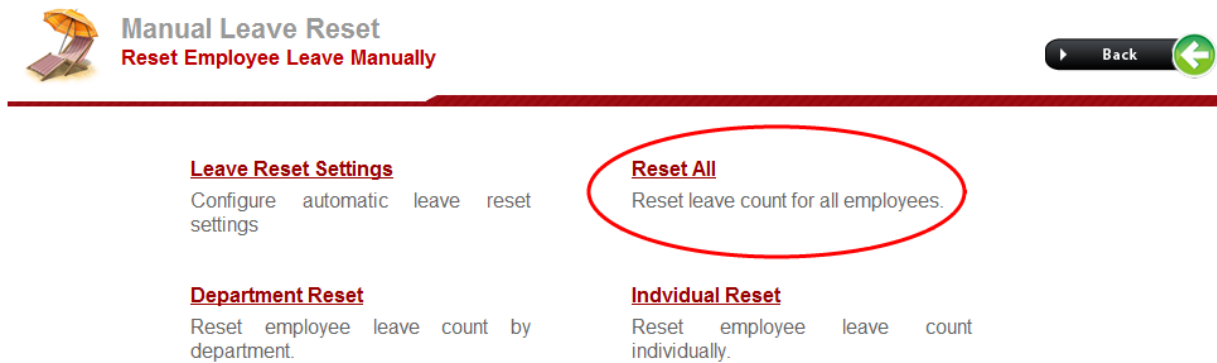 Manual Leave Reset
Reset Employee Leave Manually
Back
Leave Reset Settings
Configure automatic leave reset
settings
Reset All
Reset leave count for all employees.
Department Reset
Reset employee leave count by
department.
Indvidual Reset
Reset employee leave count
individually.